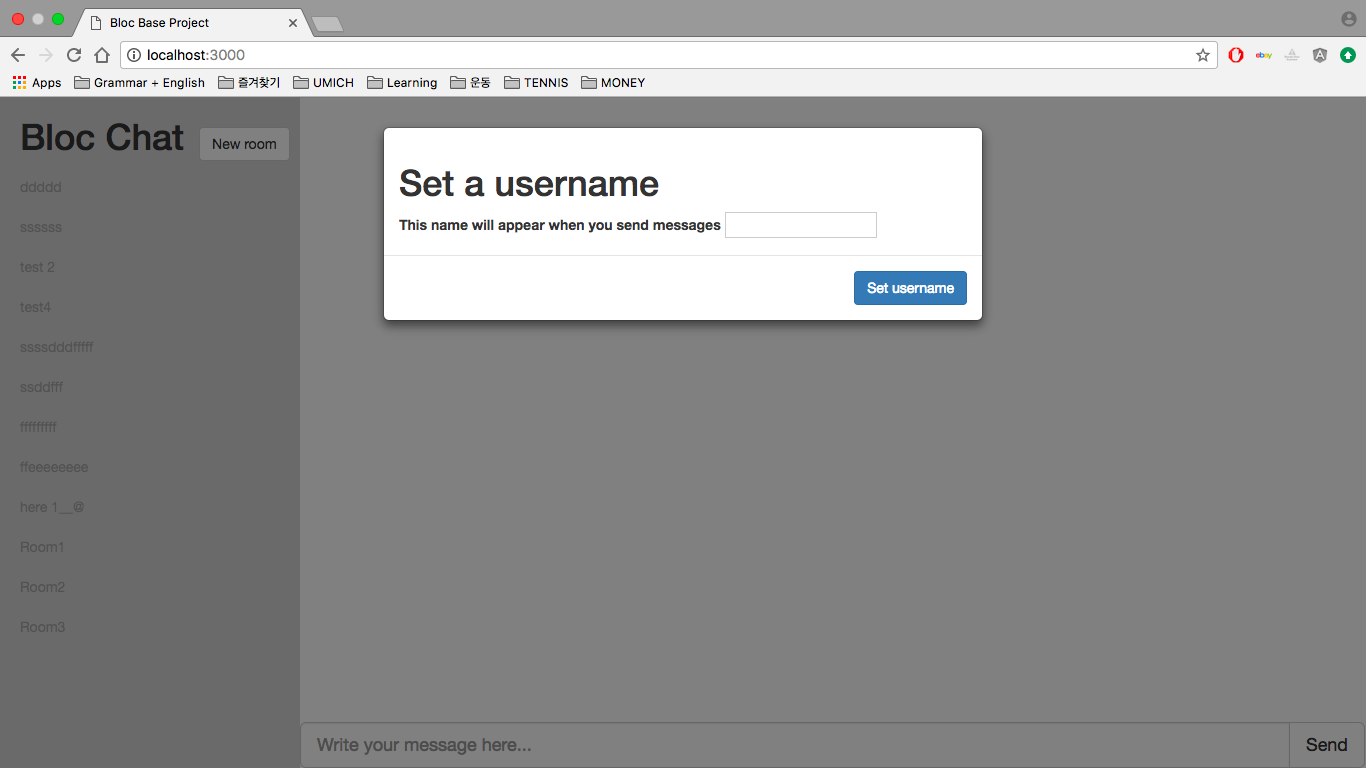 Bloc Base Project
localhost:3000
ebay
Apps Grammar + English 즐겨찾기 UMICH Learning 운동 TENNIS MONEY
Bloc Chat New room
Set a username
This name will appear when you send messages
Set username
ddddd
ssssss
test 2
test4
ssssdddfffff
ssddfff
fffffffff
ffeeeeeeee
here 1__@
Room1
Room2
Room3
Write your message here... Send